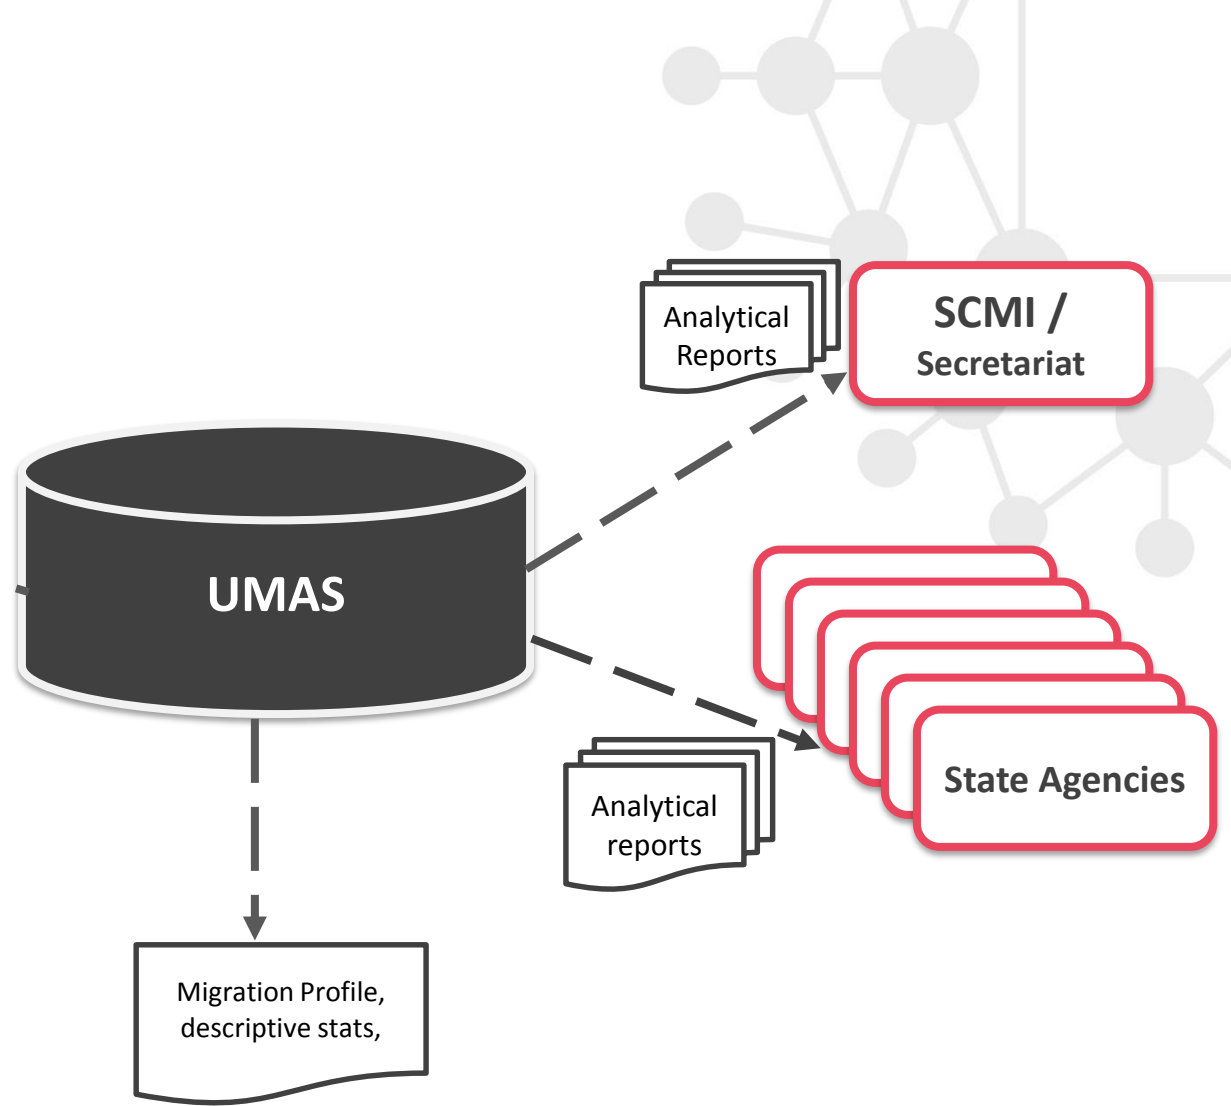 SCMI /
Secretariat
Analytical
Reports
UMAS
State Agencies
Analytical
reports
Migration Profile,
descriptive stats,